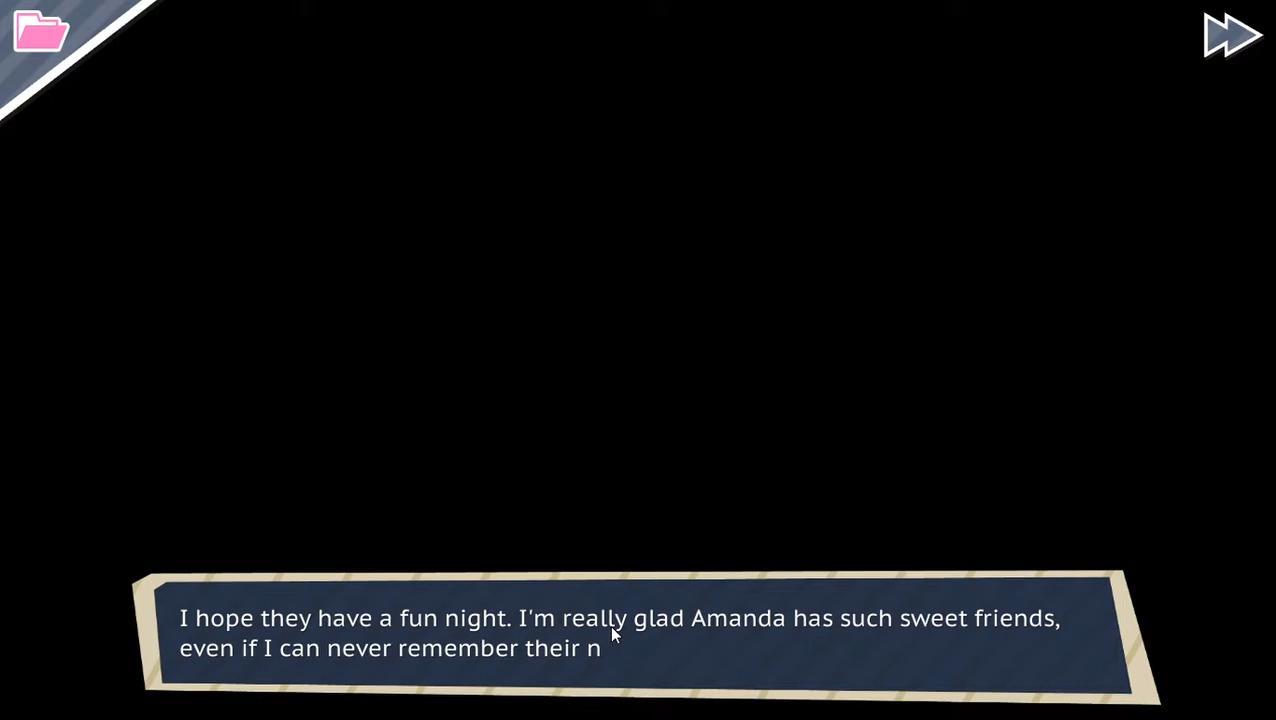 I hope they have a fun night. I'm really glad Amanda has such sweet friends,
even if I can never remember their n